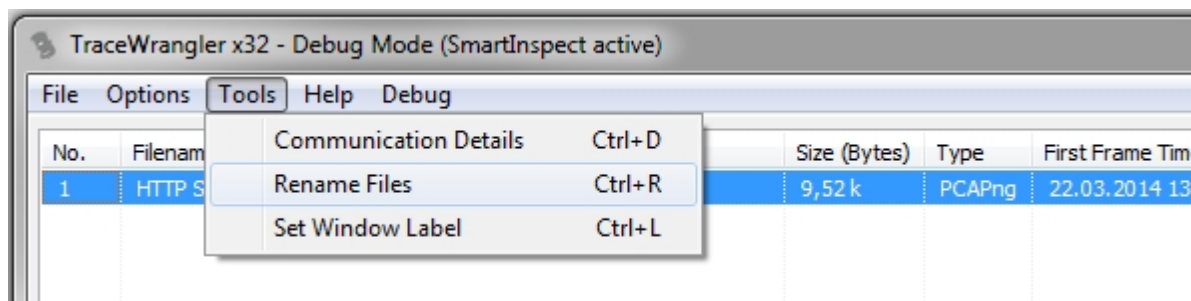 TraceWrangler x32 - Debug Mode (SmartInspect active)
File Options Tools Help Debug
Communication Details Ctrl+D
Rename Files Ctrl+R
Set Window Label Ctrl+L
No. Filenam Size (Bytes) Type First Frame Tim
1 HTTP S 9,52 k PCAPng 22.03.2014 13